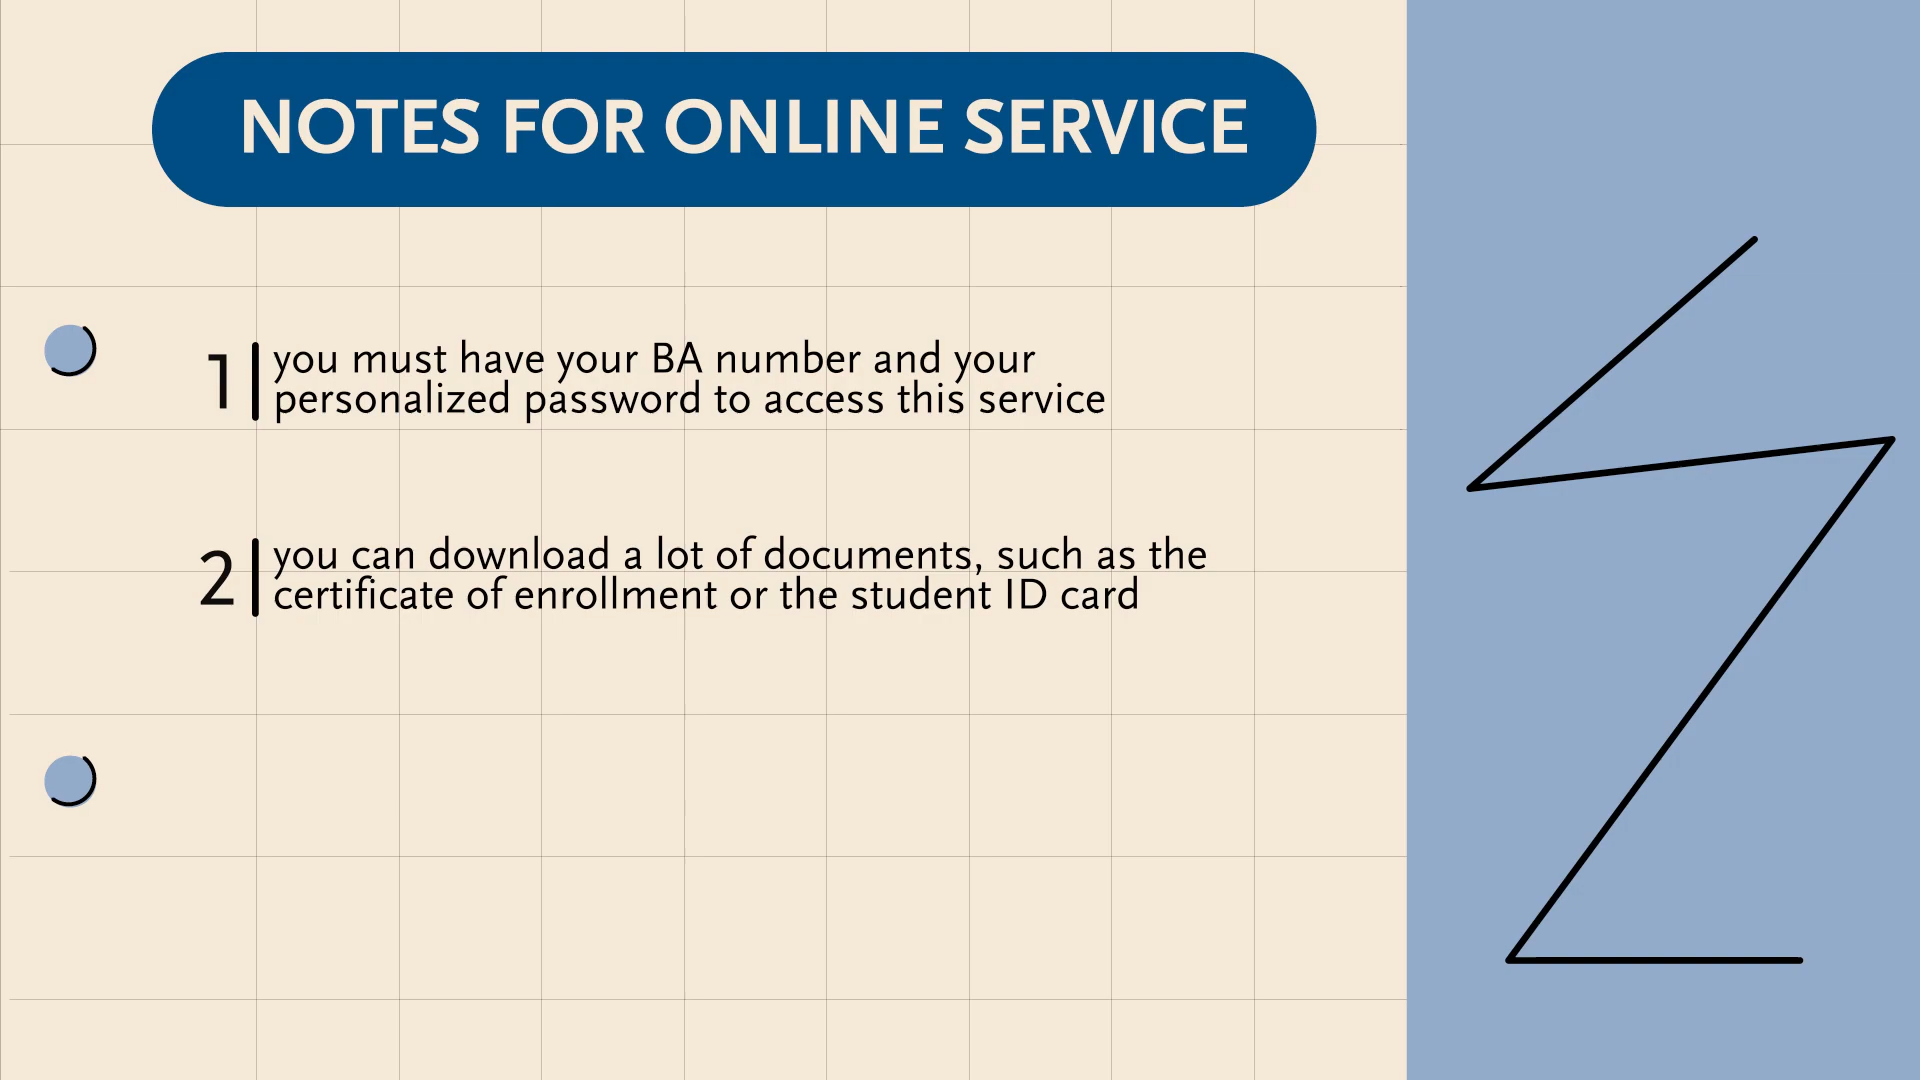 NOTES FOR ONLINE SERVICE
1
you must have your BA number and your
personalized password to access this service
2
you can download a lot of documents, such as the
certificate of enrollment or the student ID card